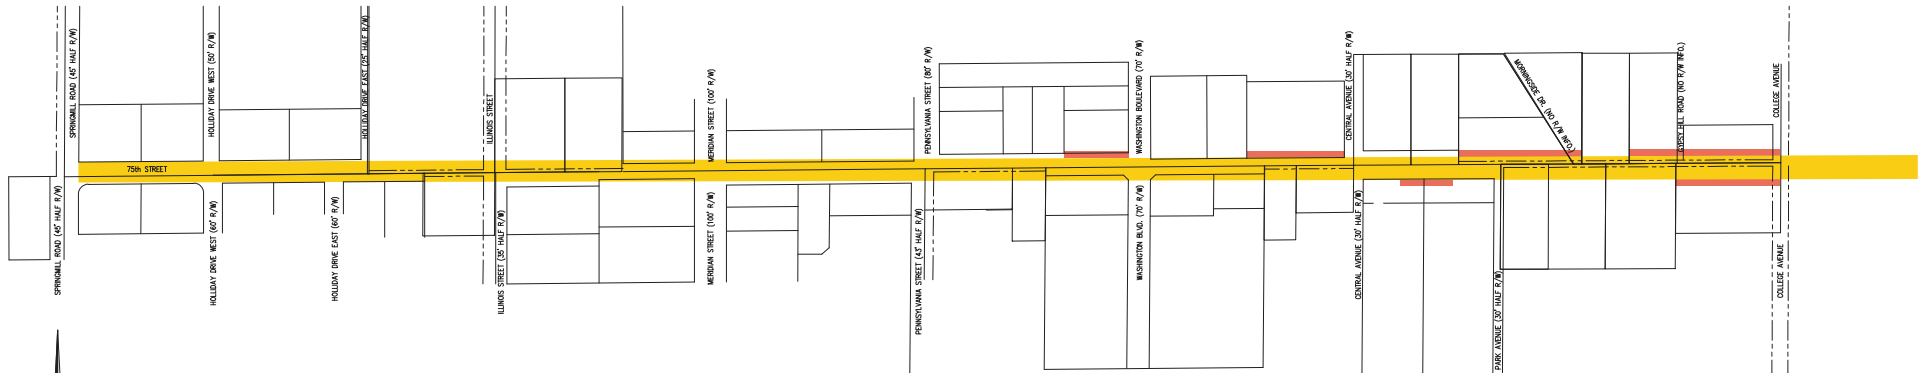 SPRINGMILL ROAD (45' HALF R/W)
HOLLIDAY DRIVE WEST (50' R/W)
HOLLIDAY DRIVE EAST (25' HALF R/W)
ILLINOIS STREET
MERIDIAN STREET (100' R/W)
PENNSYLVANIA STREET (80' R/W)
WASHINGTON BOULEVARD (70' R/W)
CENTRAL AVENUE (30' HALF R/W)
MORNINGSIDE DR. (NO R/W INFO.)
GYPSY HILL ROAD (NO R/W INFO.)
COLLEGE AVENUE
75th STREET
SPRINGMILL ROAD (45' HALF R/W)
HOLLIDAY DRIVE WEST (60' R/W)
HOLLIDAY DRIVE EAST (60' R/W)
ILLINOIS STREET (35' HALF R/W)
MERIDIAN STREET (100' R/W)
PENNSYLVANIA STREET (43' HALF R/W)
WASHINGTON BLVD. (70' R/W)
CENTRAL AVENUE (30' HALF R/W)
PARK AVENUE (30' HALF R/W)
COLLEGE AVENUE